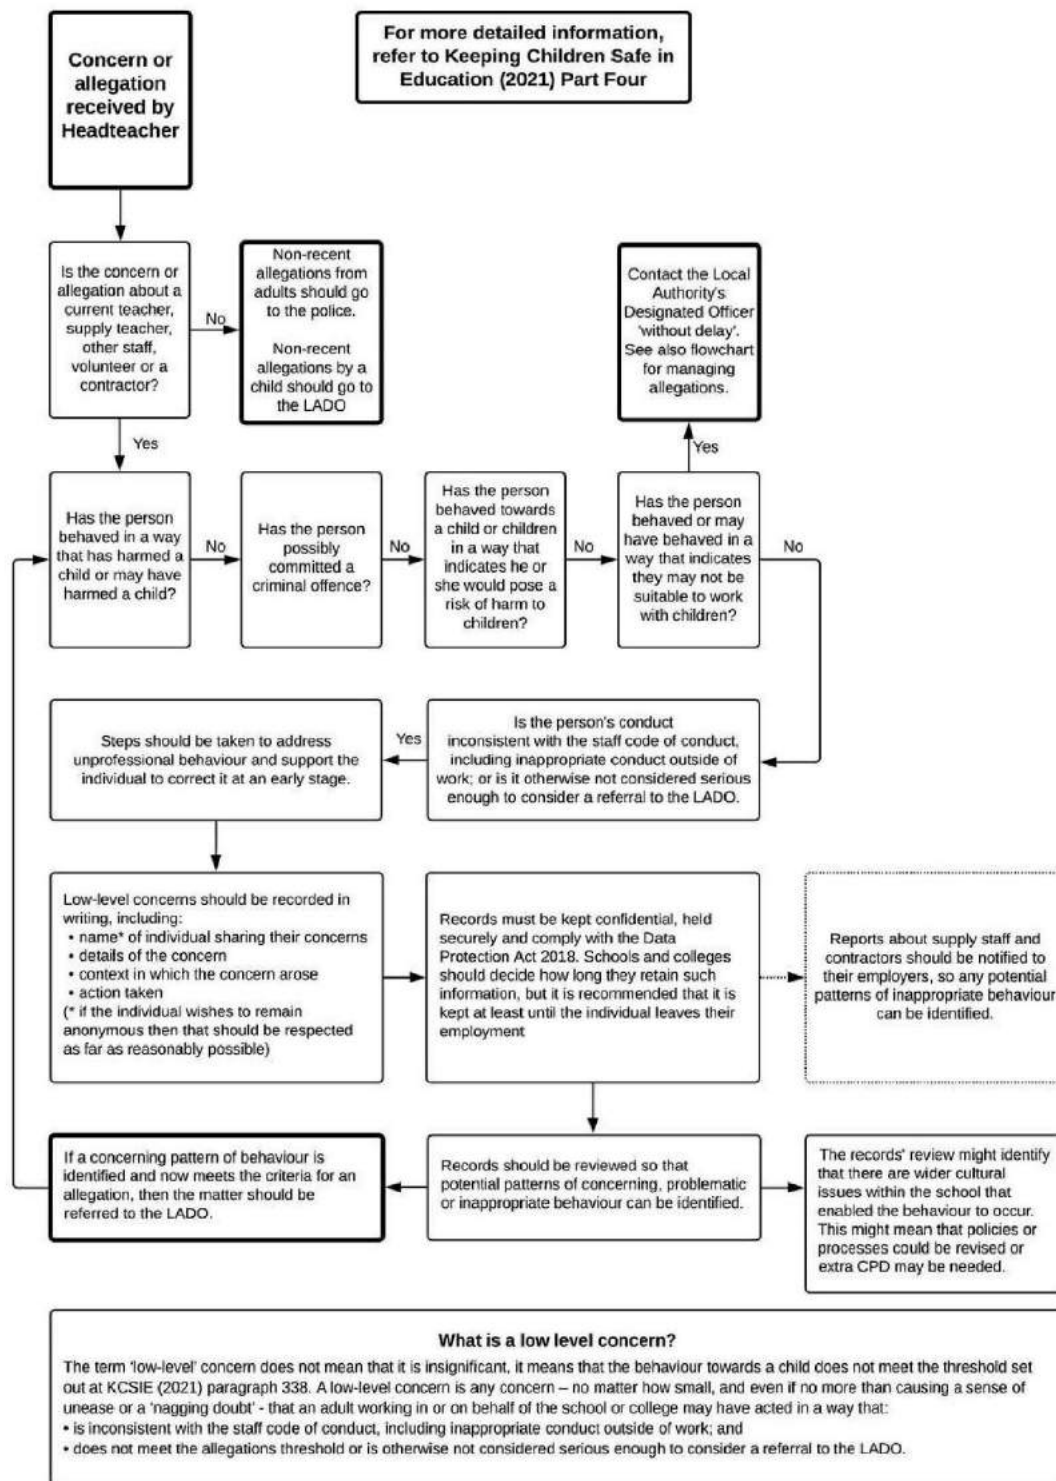 Concern or
allegation
received by
Headteacher
For more detailed information,
refer to Keeping Children Safe in
Education (2021) Part Four
Is the concern or
allegation about a
current teacher,
supply teacher,
other staff,
volunteer or a
contractor?
No
Non-recent
allegations from
adults should go
to the police.
Non-recent
allegations by a
child should go to
the LADO
Contact the Local
Authority's
Designated Officer
'without delay'.
See also flowchart
for managing
allegations.
Yes
Yes
Has the person
behaved in a way
that has harmed a
child or may have
harmed a child?
No
Has the person
possibly
committed a
criminal offence?
No
Has the person
behaved towards
a child or children
in a way that
indicates he or
she would pose a
risk of harm to
children?
No
Has the person
behaved or may
have behaved in a
way that indicates
they may not be
suitable to work
with children?
No
Steps should be taken to address
unprofessional behaviour and support the
individual to correct it at an early stage.
Yes
Is the person's conduct
inconsistent with the staff code of conduct,
including inappropriate conduct outside of
work; or is it otherwise not considered serious
enough to consider a referral to the LADO.
Low-level concerns should be recorded in
writing, including:
• name* of individual sharing their concerns
• details of the concern
• context in which the concern arose
• action taken
(* if the individual wishes to remain
anonymous then that should be respected
as far as reasonably possible)
Records must be kept confidential, held
securely and comply with the Data
Protection Act 2018. Schools and colleges
should decide how long they retain such
information, but it is recommended that it is
kept at least until the individual leaves their
employment
Reports about supply staff and
contractors should be notified to
their employers, so any potential
patterns of inappropriate behaviour
can be identified.
If a concerning pattern of behaviour is
identified and now meets the criteria for an
allegation, then the matter should be
referred to the LADO.
Records should be reviewed so that
potential patterns of concerning, problematic
or inappropriate behaviour can be identified.
The records' review might identify
that there are wider cultural
issues within the school that
enabled the behaviour to occur.
This might mean that policies or
processes could be revised or
extra CPD may be needed.
What is a low level concern?
The term 'low-level' concern does not mean that it is insignificant, it means that the behaviour towards a child does not meet the threshold set
out at KCSIE (2021) paragraph 338. A low-level concern is any concern – no matter how small, and even if no more than causing a sense of
unease or a 'nagging doubt' - that an adult working in or on behalf of the school or college may have acted in a way that:
• is inconsistent with the staff code of conduct, including inappropriate conduct outside of work; and
• does not meet the allegations threshold or is otherwise not considered serious enough to consider a referral to the LADO.